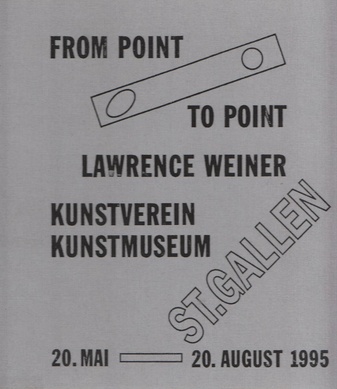 FROM POINT
TO POINT
LAWRENCE WEINER
KUNSTVEREIN
KUNSTMUSEUM
ST.GALLEN
20. MAI 20. AUGUST 1995